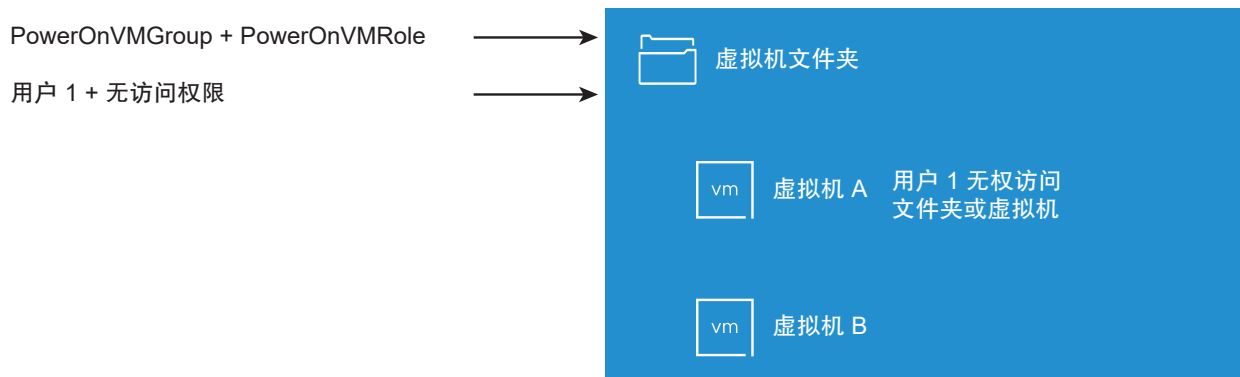 PowerOnVMGroup + PowerOnVMRole
用户 1 + 无访问权限
虚拟机文件夹
vm
虚拟机 A
用户 1 无权访问
文件夹或虚拟机
vm
虚拟机 B